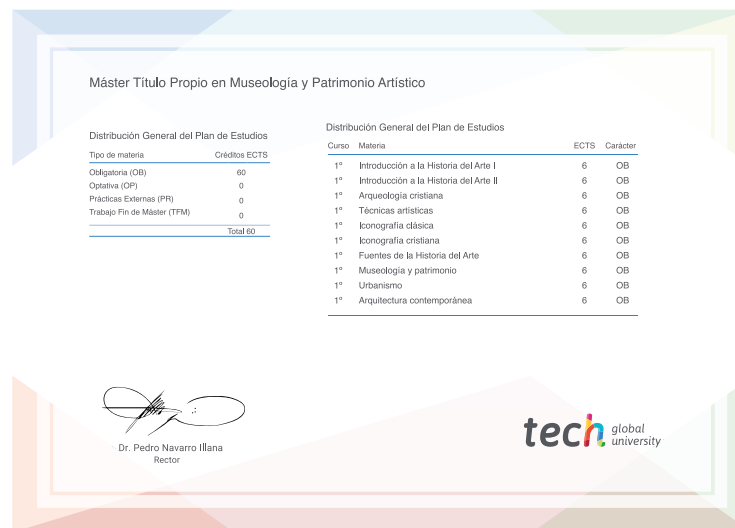 Máster Título Propio en Museología y Patrimonio Artístico
Distribución General del Plan de Estudios
Tipo de materia Créditos ECTS
Obligatoria (OB) 60
Optativa (OP) 0
Prácticas Externas (PR) 0
Trabajo Fin de Máster (TFM) 0
Total 60
Distribución General del Plan de Estudios
Curso Materia ECTS Carácter
1º Introducción a la Historia del Arte I 6 OB
1º Introducción a la Historia del Arte II 6 OB
1º Arqueología cristiana 6 OB
1º Técnicas artísticas 6 OB
1º Iconografía clásica 6 OB
1º Iconografía cristiana 6 OB
1º Fuentes de la Historia del Arte 6 OB
1º Museología y patrimonio 6 OB
1º Urbanismo 6 OB
1º Arquitectura contemporánea 6 OB
Dr. Pedro Navarro Illana
Rector
tech global
university